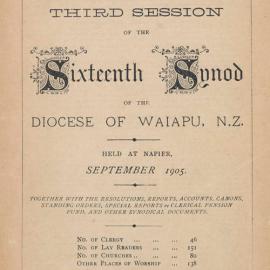 THIRD SESSION
OF THE
Sixteenth Synod
OF THE
DIOCESE OF WAIAPU, N.Z.
HELD AT NAPIER,
SEPTEMBER 1905.
TOGETHER WITH THE RESOLUTIONS, REPORTS, ACCOUNTS, CANONS,
STANDING ORDERS, SPECIAL REPORTS re CLERICAL PENSION
FUND, AND OTHER SYNODICAL DOCUMENTS.
NO. OF CLERGY ... ... ... 46
NO. OF LAY READERS ... ... 151
NO. OF CHURCHES .. ... ... 80
OTHER PLACES OF WORSHIP ... 138